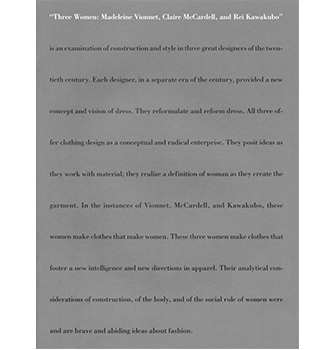 “Three Women: Madeleine Vionnet, Claire McCardell, and Rei Kawakubo”
is an examination of construction and style in three great designers of the twen-
tieth century. Each designer, in a separate era of the century, provided a new
concept and vision of dress. They reformulate and reform dress. All three of-
fer clothing design as a conceptual and radical enterprise. They posit ideas as
they work with material; they realize a definition of woman as they create the
garment. In the instances of Vionnet, McCardell, and Kawakubo, these
women make clothes that make women. These three women make clothes that
foster a new intelligence and new directions in apparel. Their analytical con-
siderations of construction, of the body, and of the social role of women were
and are brave and abiding ideas about fashion.